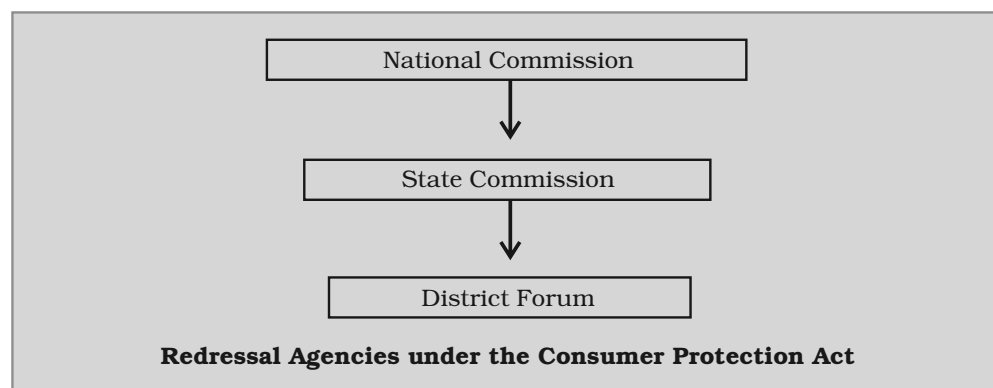 National Commission
State Commission
District Forum
Redressal Agencies under the Consumer Protection Act